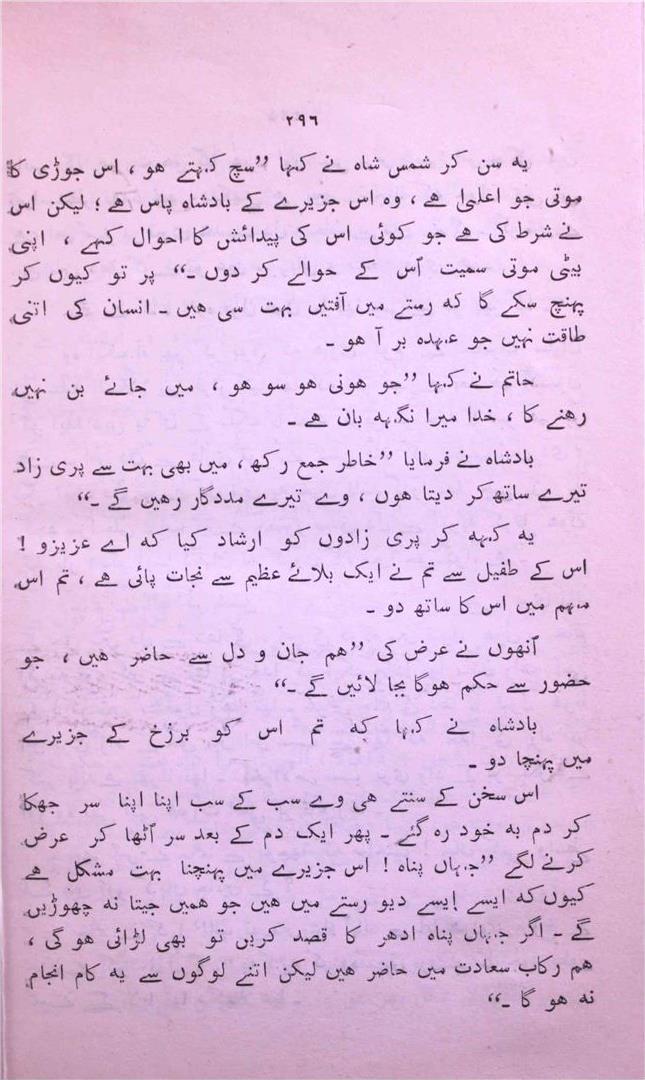 ۲۹٦
یہ سن کر شمس شاہ نے کہا ’’سچ کہتے ہو ، اس جوڑی کا
موتی جو اعلیٰ ہے ، وہ اس جزیرے کے بادشاہ پاس ہے ؛ لیکن اس
نے شرط کی ہے جو کوئی اس کی پیدائش کا احوال کہے ، اپنی
بیٹی موتی سمیت اُس کے حوالے کر دوں ۔‘‘ پر تو کیوں کر
پہنچ سکے گا کہ رستے میں آفتیں بہت سی ہیں ۔ انسان کی اتنی
طاقت نہیں جو عہدہ بر آ ہو ۔
حاتم نے کہا ’’جو ہونی ہو سو ہو ، میں جائے بن نہیں
رہنے کا ، خدا میرا نگہہ بان ہے ۔
بادشاہ نے فرمایا ’’خاطر جمع رکھ ، میں بھی بہت سے پری زاد
تیرے ساتھ کر دیتا ہوں ، وے تیرے مددگار رہیں گے ۔‘‘
یہ کہہ کر پری زادوں کو ارشاد کیا کہ اے عزیزو !
اس کے طفیل سے تم نے ایک بلائے عظیم سے نجات پائی ہے ، تم اس
مہم میں اس کا ساتھ دو ۔
اُنھوں نے عرض کی ’’ہم جان و دل سے حاضر ہیں ، جو
حضور سے حکم ہوگا بجا لائیں گے ۔‘‘
بادشاہ نے کہا کہ تم اس کو برزخ کے جزیرے
میں پہنچا دو ۔
اس سخن کے سنتے ہی وے سب کے سب اپنا اپنا سر جھکا
کر دم بہ خود رہ گئے ۔ پھر ایک دم کے بعد سر اُٹھا کر عرض
کرنے لگے ’’جہاں پناہ ! اس جزیرے میں پہنچنا بہت مشکل ہے
کیوں کہ ایسے اِیسے دیو رستے میں ہیں جو ہمیں جیتا نہ چھوڑیں
گے ۔ اگر جہاں پناہ ادھر کا قصد کریں تو بھی لڑائی ہو گی ،
ہم رکاب سعادت میں حاضر ہیں لیکن اتنے لوگوں سے یہ کام انجام
نہ ہو گا ۔‘‘